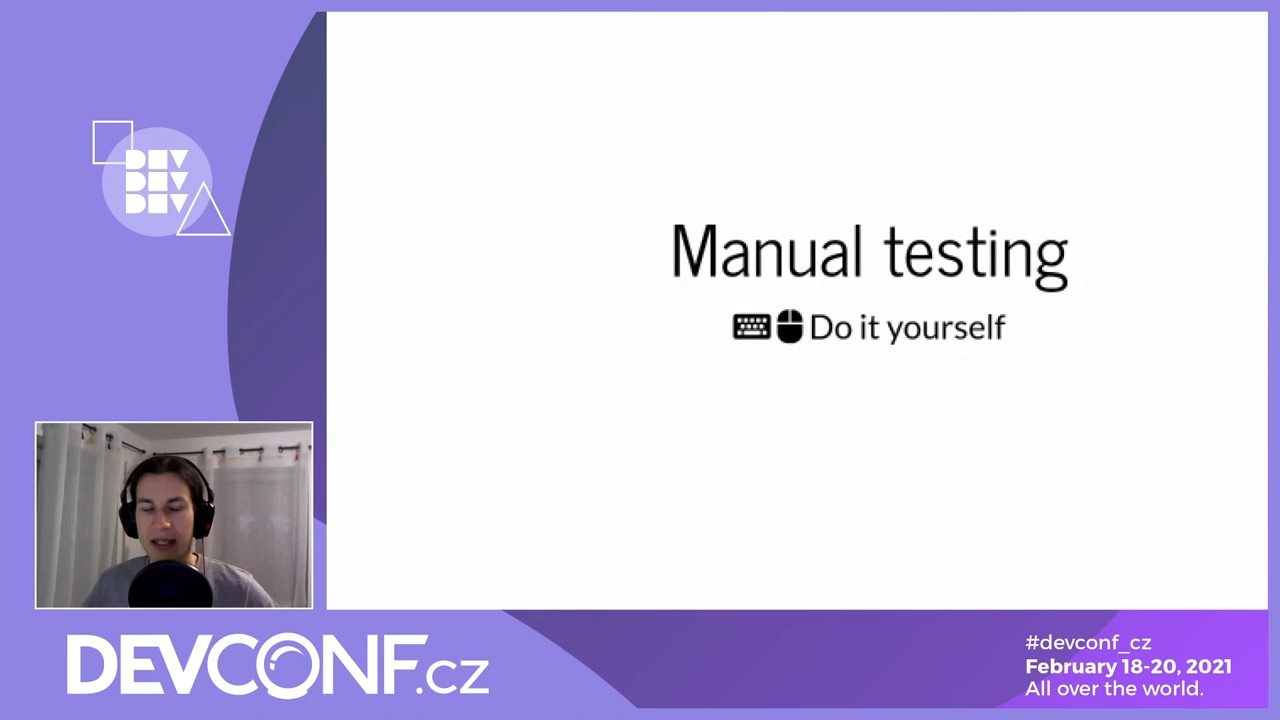 DEV
DEV
DEV
Manual testing
Do it yourself
DEVCONF.cz
#devconf_cz
February 18-20, 2021
All over the world.